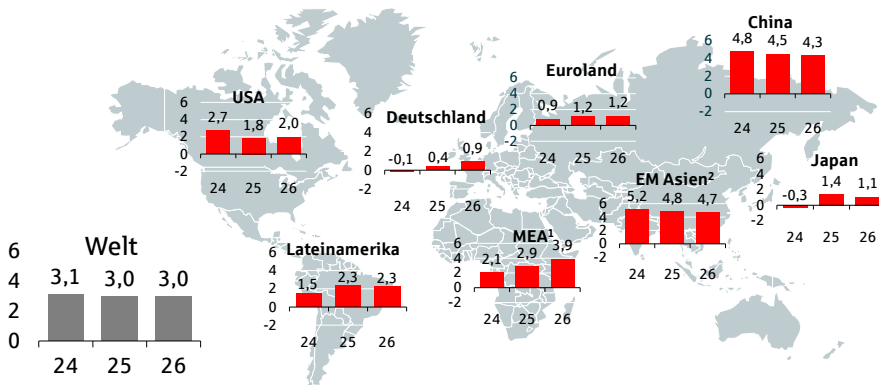 China
6
4
2
0
-2
4,8 4,5 4,3
24 25 26
Euroland
6
4
2
0
-2
0,9 1,2 1,2
24 25 26
USA
6
4
2
0
-2
2,7 1,8 2,0
24 25 26
Deutschland
6
4
2
0
-2
-0,1 0,4 0,9
24 25 26
Japan
6
4
2
0
-2
-0,3 1,4 1,1
24 25 26
EM Asien²
6
4
2
0
-2
5,2 4,8 4,7
24 25 26
MEA¹
6
4
2
0
-2
2,1 2,9 3,9
24 25 26
Lateinamerika
6
4
2
0
-2
1,5 2,3 2,3
24 25 26
Welt
6
4
2
0
3,1 3,0 3,0
24 25 26